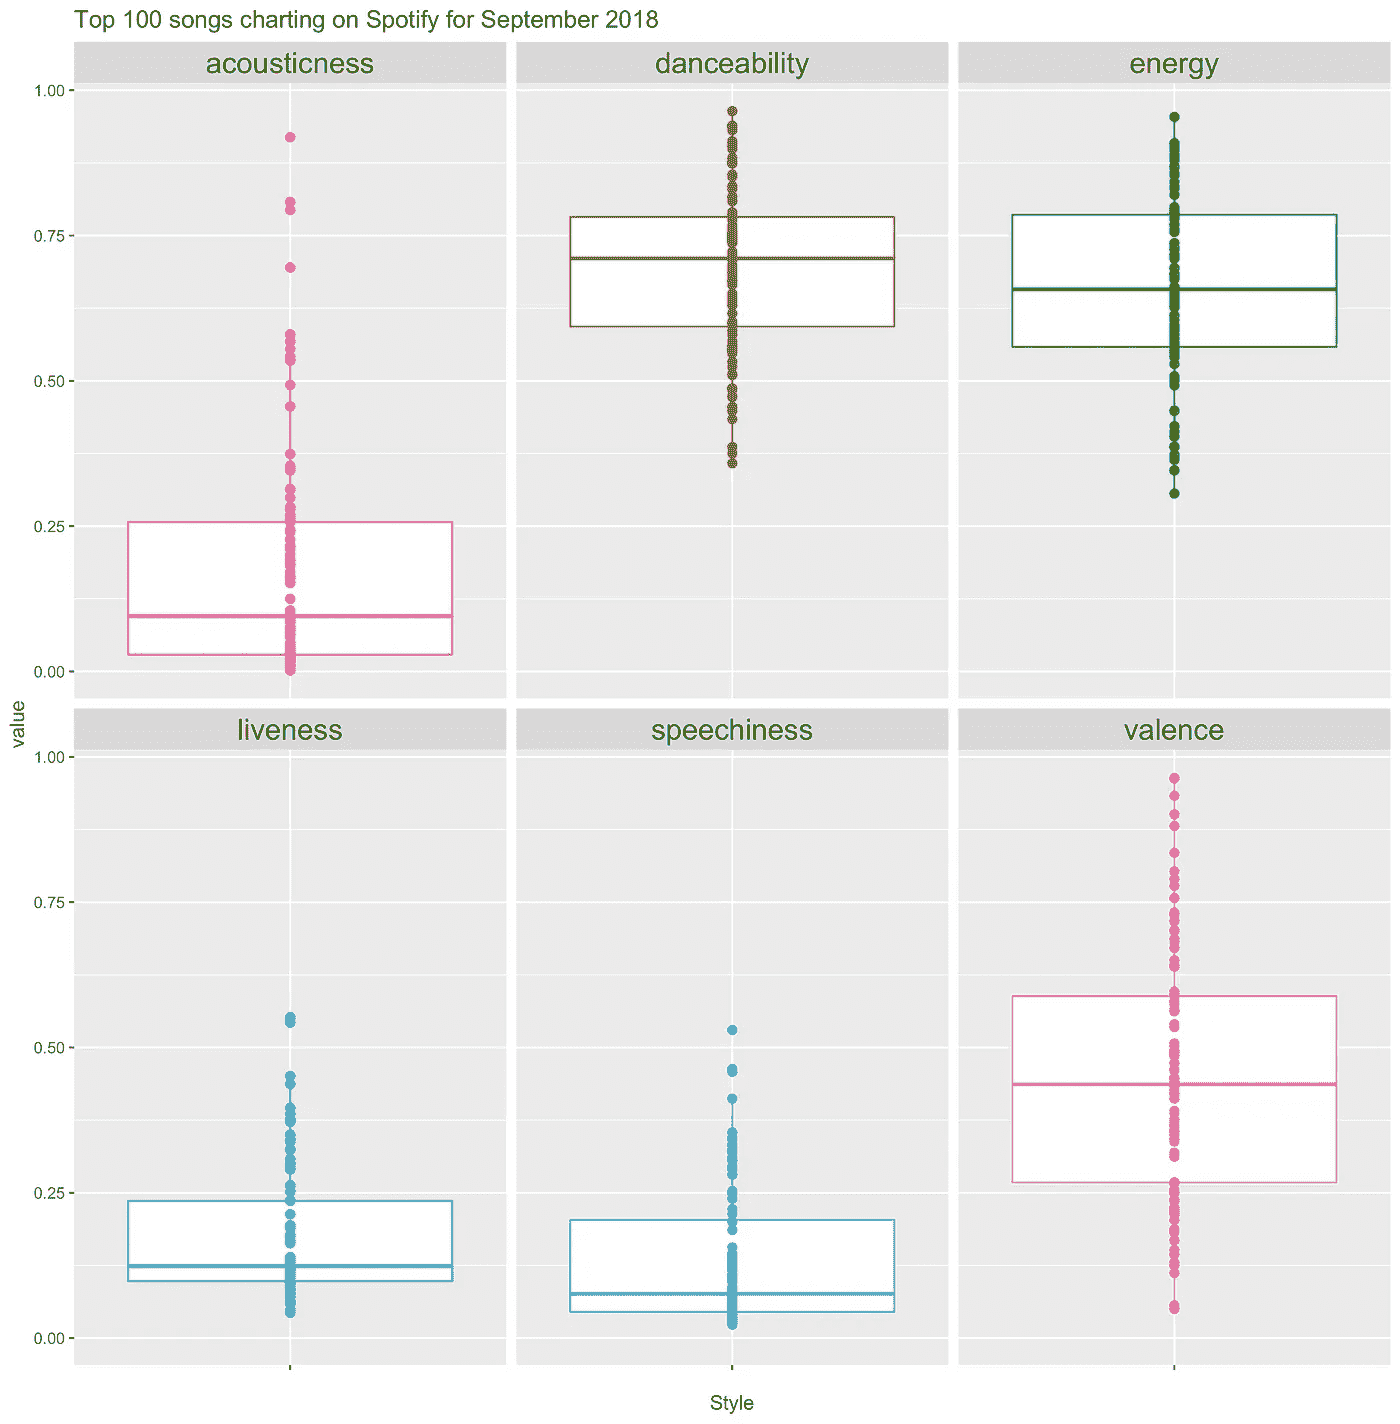 Top 100 songs charting on Spotify for September 2018
acousticness danceability energy
1.00
0.75
0.50
0.25
0.00
value
liveness speechiness valence
1.00
0.75
0.50
0.25
0.00
Style